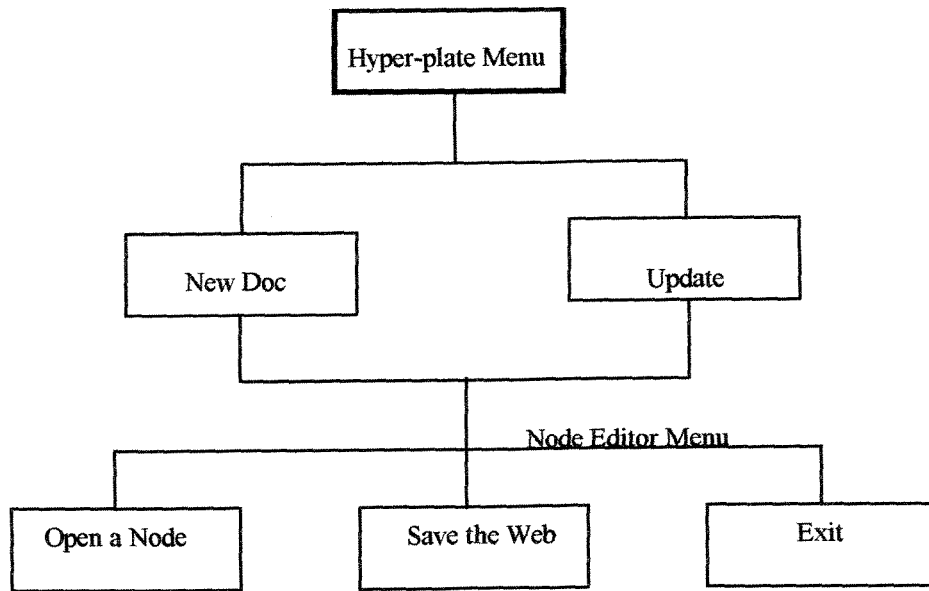 Hyper-plate Menu
New Doc
Update
Node Editor Menu
Open a Node
Save the Web
Exit